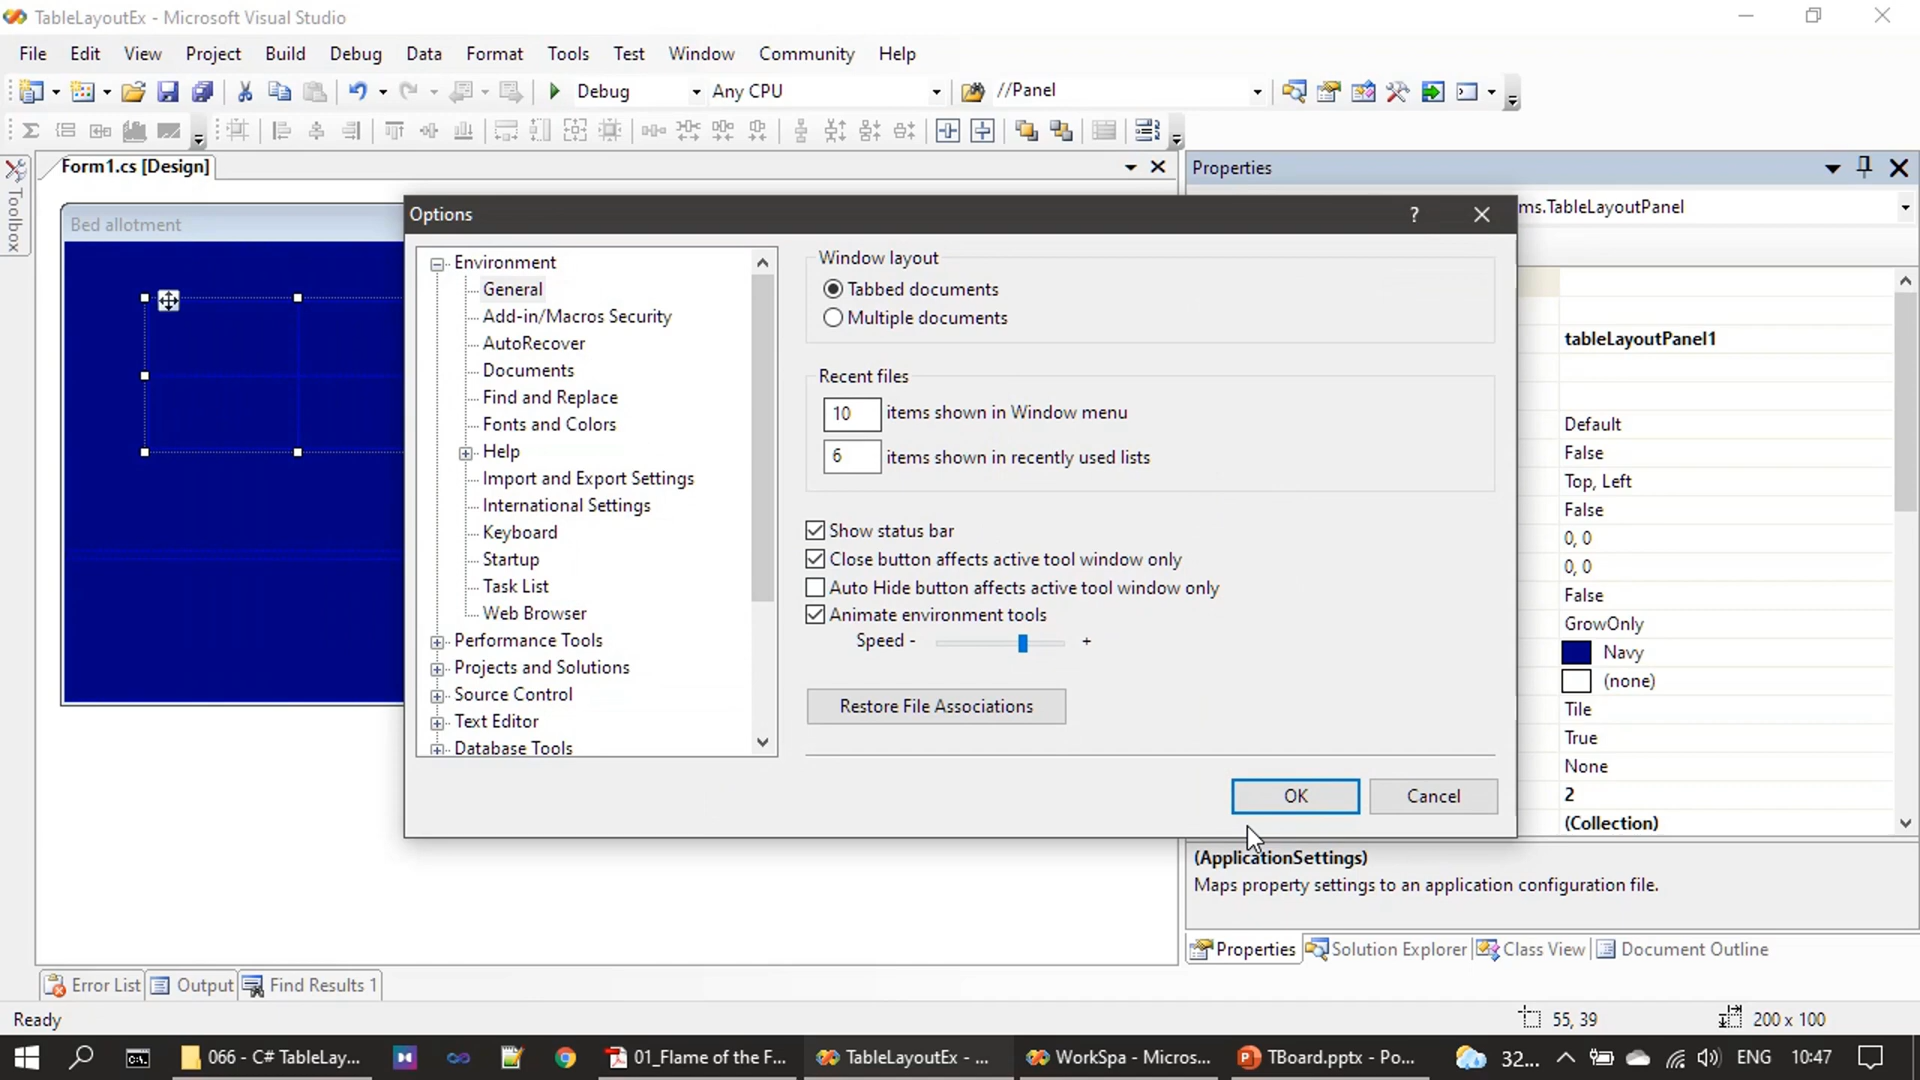 TableLayoutEx - Microsoft Visual Studio
File Edit View Project Build Debug Data Format Tools Test Window Community Help
Debug Any CPU //Panel
Form1.cs [Design]
Properties
Toolbox
Bed allotment
Options
?
ms.TableLayoutPanel
Environment
General
Add-in/Macros Security
AutoRecover
Documents
Find and Replace
Fonts and Colors
Help
Import and Export Settings
International Settings
Keyboard
Startup
Task List
Web Browser
Performance Tools
Projects and Solutions
Source Control
Text Editor
Database Tools
Window layout
Tabbed documents
Multiple documents
Recent files
10 items shown in Window menu
6 items shown in recently used lists
Show status bar
Close button affects active tool window only
Auto Hide button affects active tool window only
Animate environment tools
Speed - +
Restore File Associations
OK Cancel
tableLayoutPanel1
Default
False
Top, Left
False
0, 0
0, 0
False
GrowOnly
Navy
(none)
Tile
True
None
2
(Collection)
(ApplicationSettings)
Maps property settings to an application configuration file.
Properties Solution Explorer Class View Document Outline
Error List Output Find Results 1
Ready 55, 39 200 x 100
066 - C# TableLay... 01_Flame of the F... TableLayoutEx - ... WorkSpa - Micros... TBoard.pptx - Po... 32... ENG 10:47